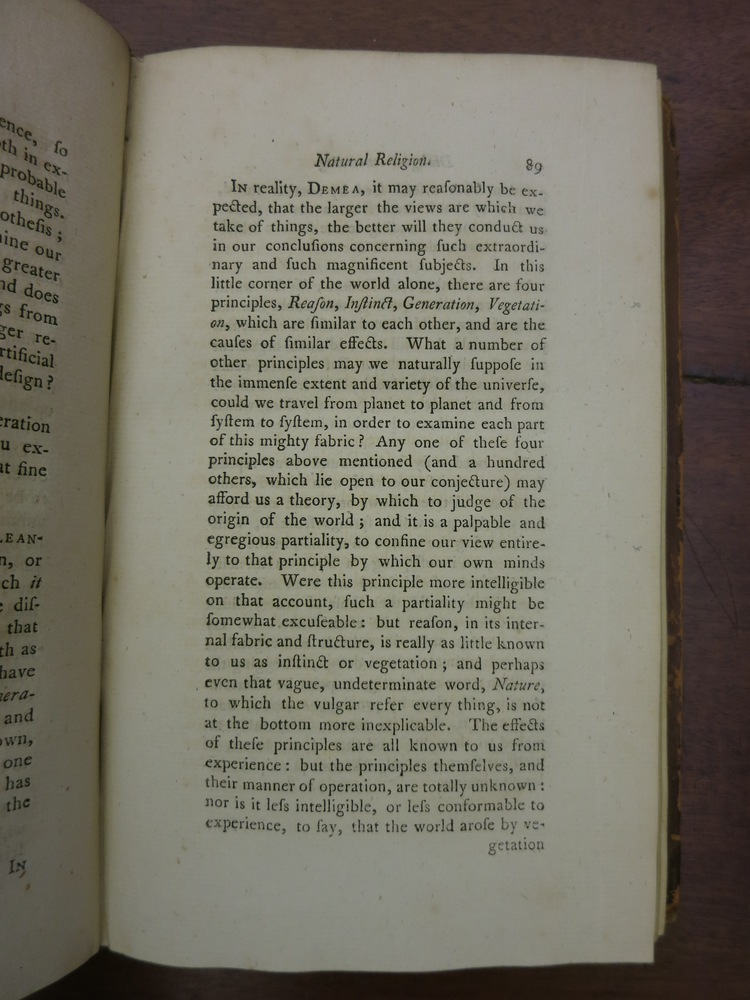 ence, ſo
th in ex-
probable
things.
otheſis ;
ine our
greater
nd does
s from
ger re-
rtificial
deſign ?
eration
u ex-
at fine
LEAN-
n, or
ch it
diſ-
that
th as
have
nera-
and
own,
one
has
the
IN
Natural Religion.
89
IN reality, DEMEA, it may reaſonably be ex-
pected, that the larger the views are which we
take of things, the better will they conduct us
in our concluſions concerning ſuch extraordi-
nary and ſuch magnificent ſubjects. In this
little corner of the world alone, there are four
principles, Reaſon, Inſtinct, Generation, Vegetati-
on, which are ſimilar to each other, and are the
cauſes of ſimilar effects. What a number of
other principles may we naturally ſuppoſe in
the immenſe extent and variety of the univerſe,
could we travel from planet to planet and from
ſyſtem to ſyſtem, in order to examine each part
of this mighty fabric ? Any one of theſe four
principles above mentioned (and a hundred
others, which lie open to our conjecture) may
afford us a theory, by which to judge of the
origin of the world ; and it is a palpable and
egregious partiality, to confine our view entire-
ly to that principle by which our own minds
operate. Were this principle more intelligible
on that account, ſuch a partiality might be
ſomewhat excuſeable : but reaſon, in its inter-
nal fabric and ſtructure, is really as little known
to us as inſtinct or vegetation ; and perhaps
even that vague, undeterminate word, Nature,
to which the vulgar refer every thing, is not
at the bottom more inexplicable. The effects
of theſe principles are all known to us from
experience : but the principles themſelves, and
their manner of operation, are totally unknown :
nor is it leſs intelligible, or leſs conformable to
experience, to ſay, that the world aroſe by ve-
getation